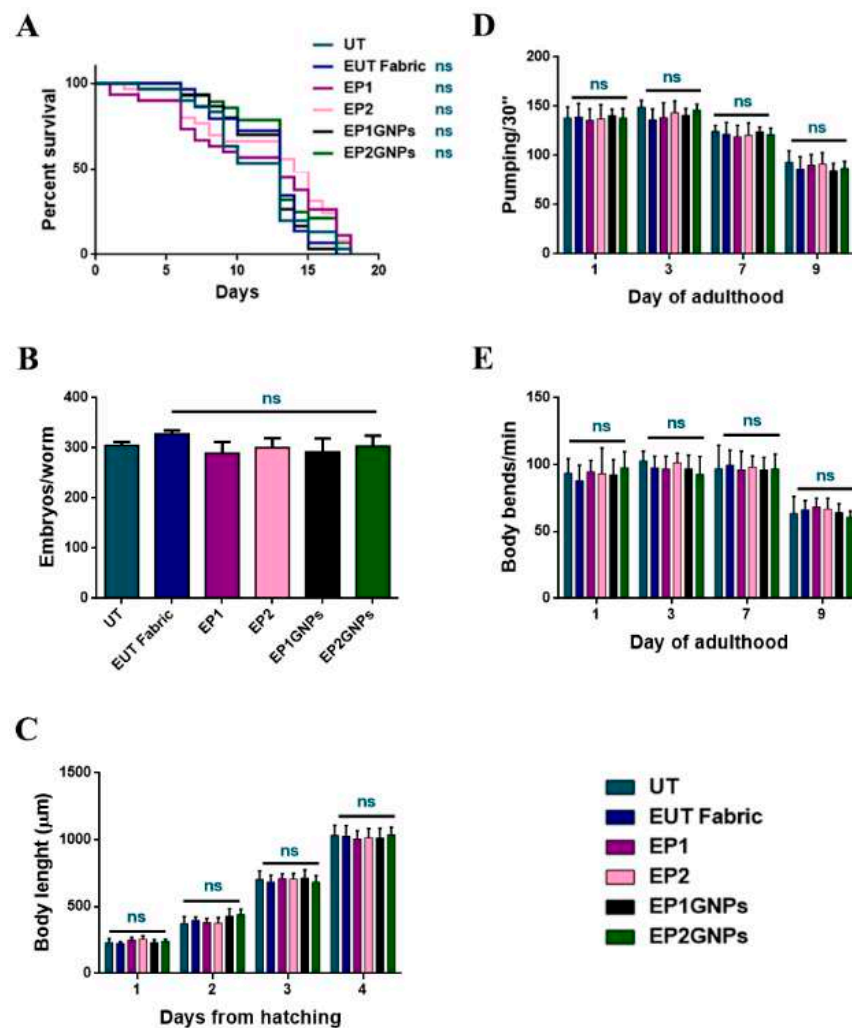 A
UT
EUT Fabric ns
EP1 ns
EP2 ns
EP1GNPs ns
EP2GNPs ns
Percent survival
100
50
0
0 5 10 15 20
Days
B
Embryos/worm
400
300
200
100
0
ns
UT
EUT Fabric
EP1
EP2
EP1GNPs
EP2GNPs
C
Body lenght (μm)
1500
1000
500
0
ns
ns
ns
ns
1 2 3 4
Days from hatching
D
Pumping/30"
200
150
100
50
0
ns ns
ns
ns
1 3 7 9
Day of adulthood
E
Body bends/min
150
100
50
0
ns ns ns
ns
1 3 7 9
Day of adulthood
UT
EUT Fabric
EP1
EP2
EP1GNPs
EP2GNPs